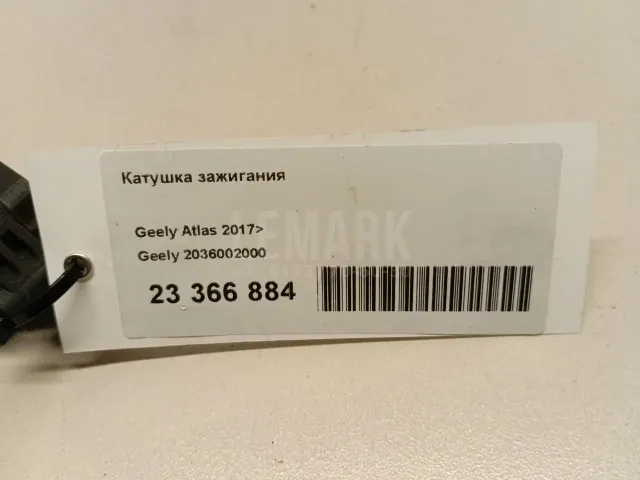 Катушка зажигания
Geely Atlas 2017>
Geely 2036002000
23 366 884